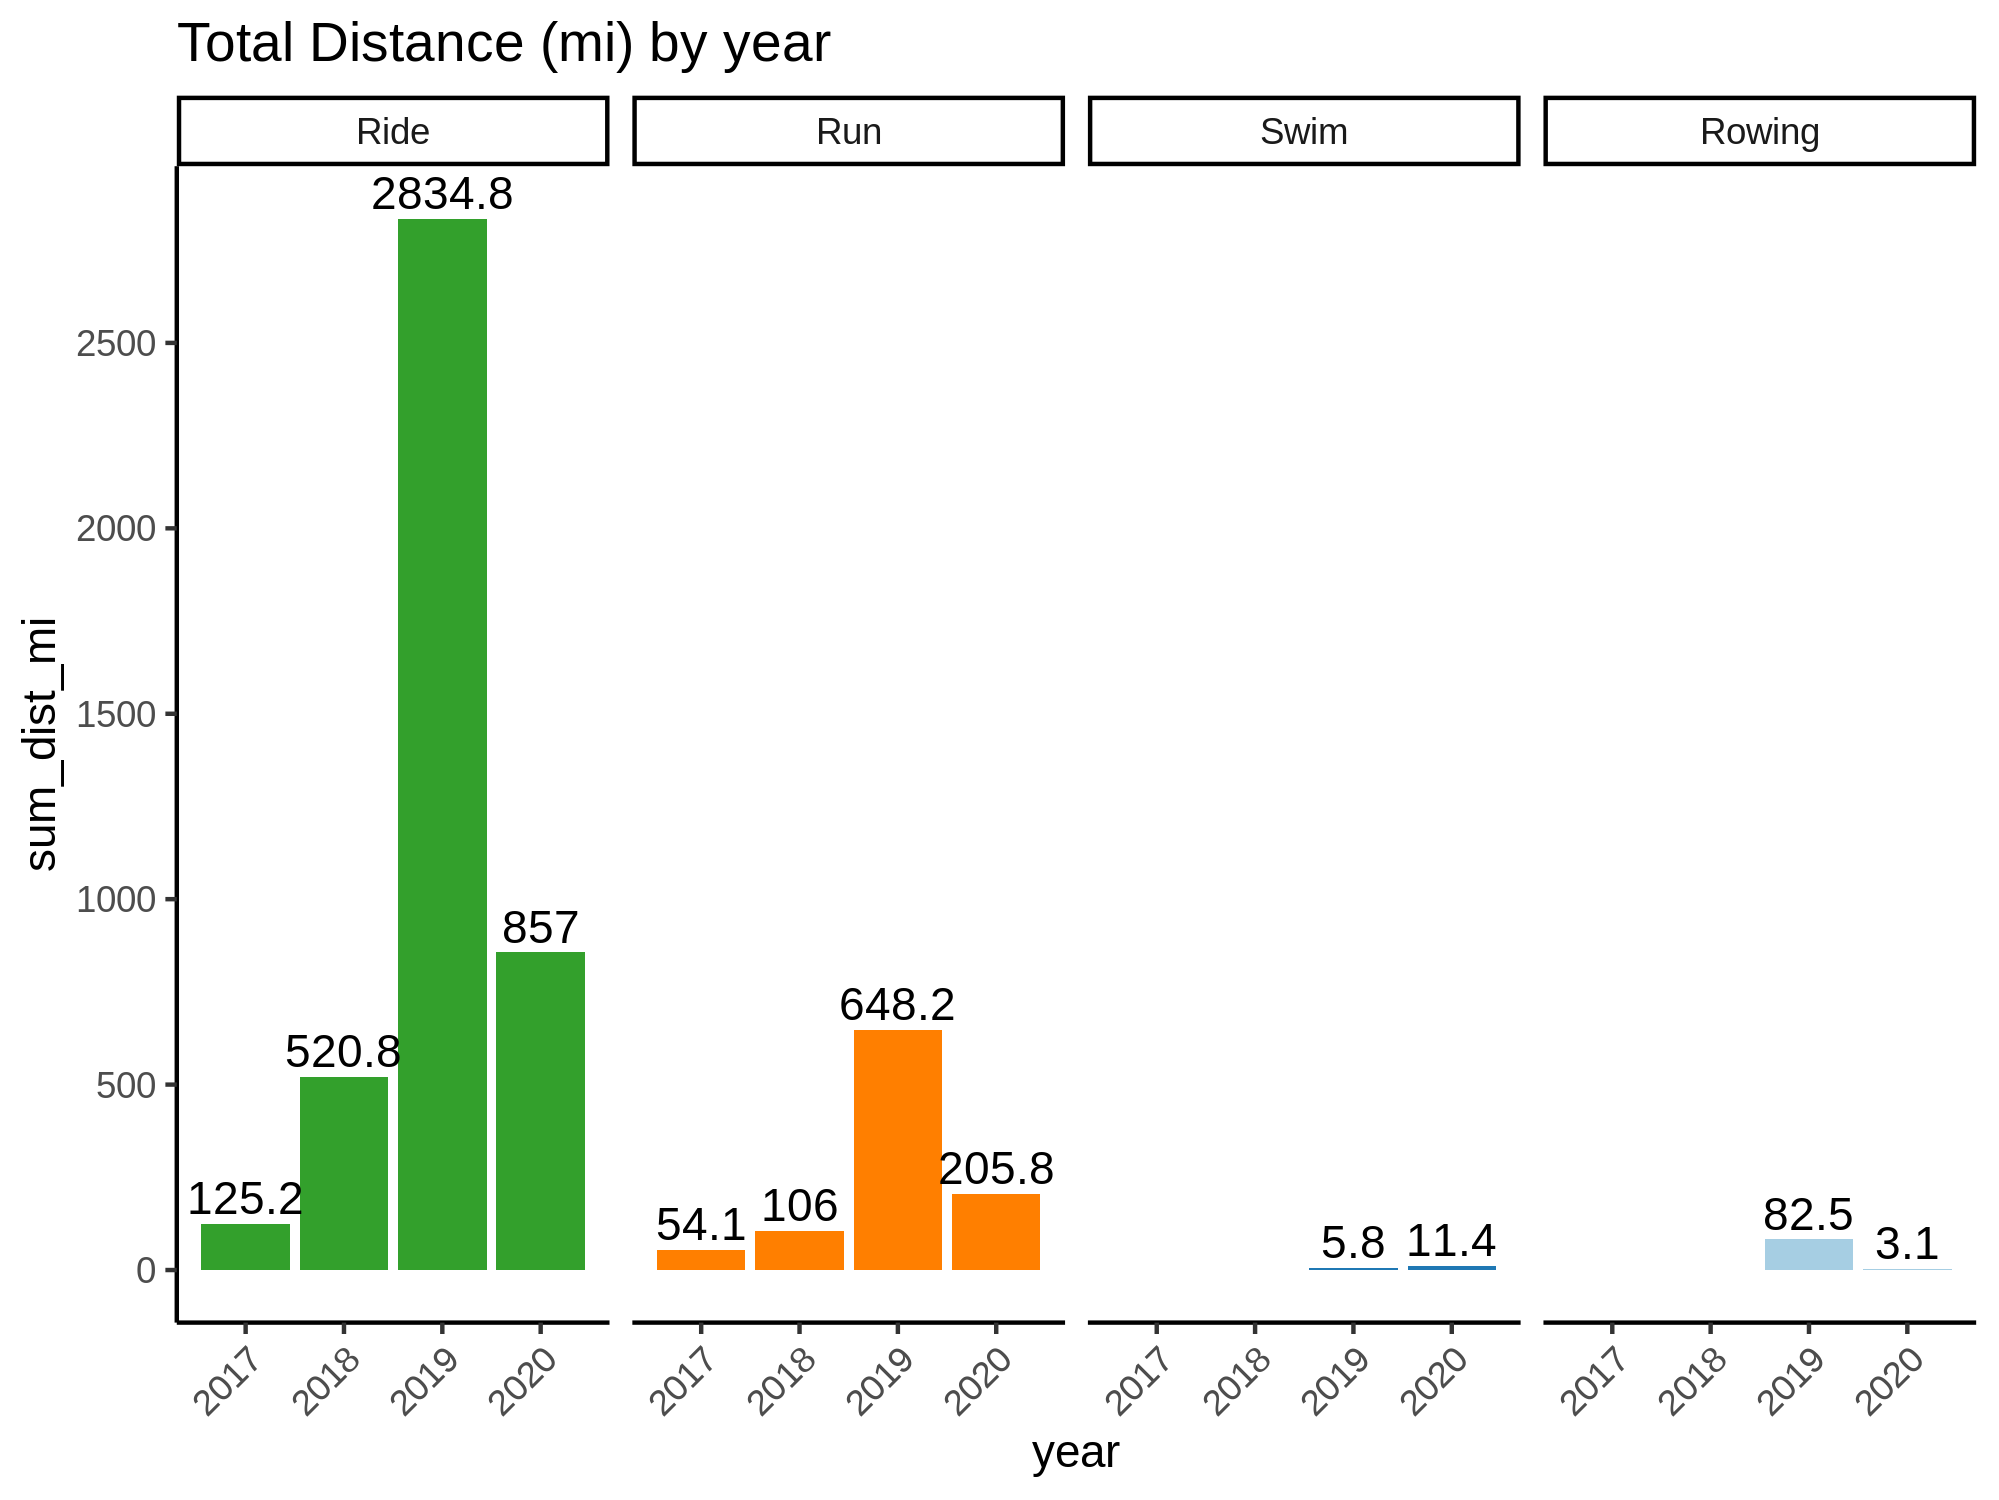 Total Distance (mi) by year
Ride Run Swim Rowing
2834.8
2500
2000
1500
1000
500
0
sum_dist_mi
125.2 520.8 857
54.1 106 648.2 205.8
5.8 11.4
82.5 3.1
2017 2018 2019 2020 2017 2018 2019 2020 2017 2018 2019 2020 2017 2018 2019 2020
year